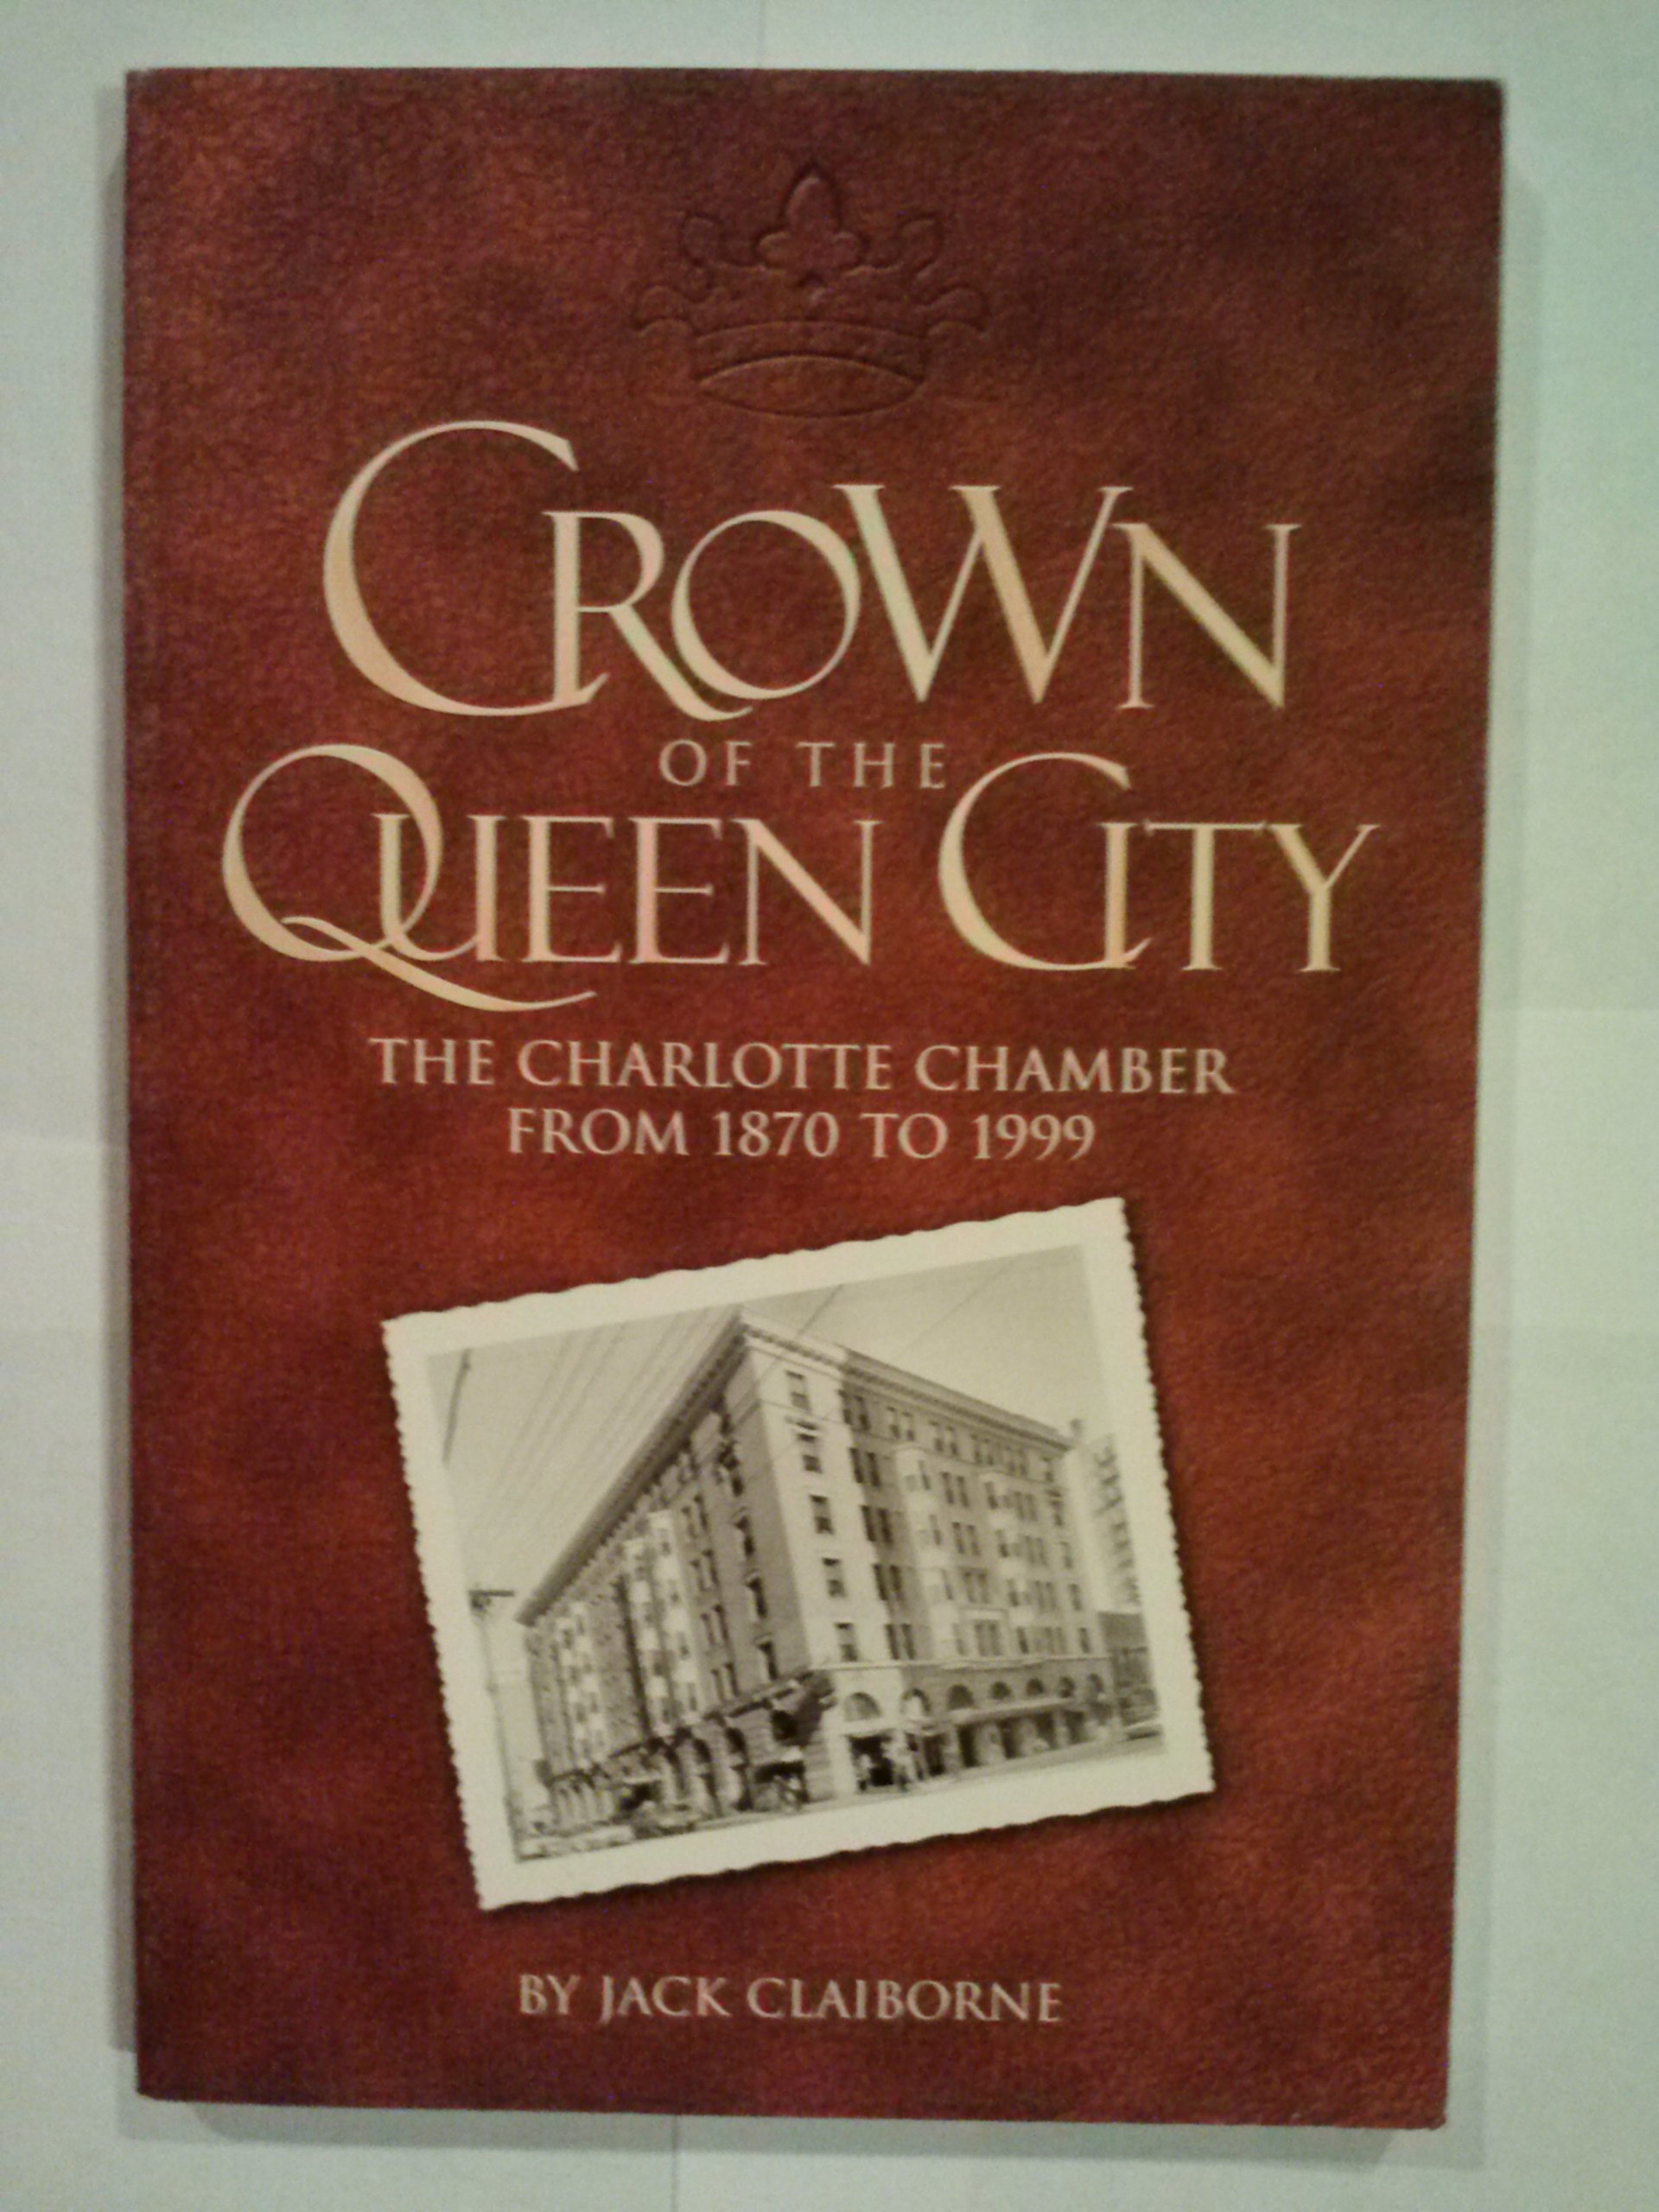 CROWN
OF THE
QUEEN CITY
THE CHARLOTTE CHAMBER
FROM 1870 TO 1999
BY JACK CLAIBORNE